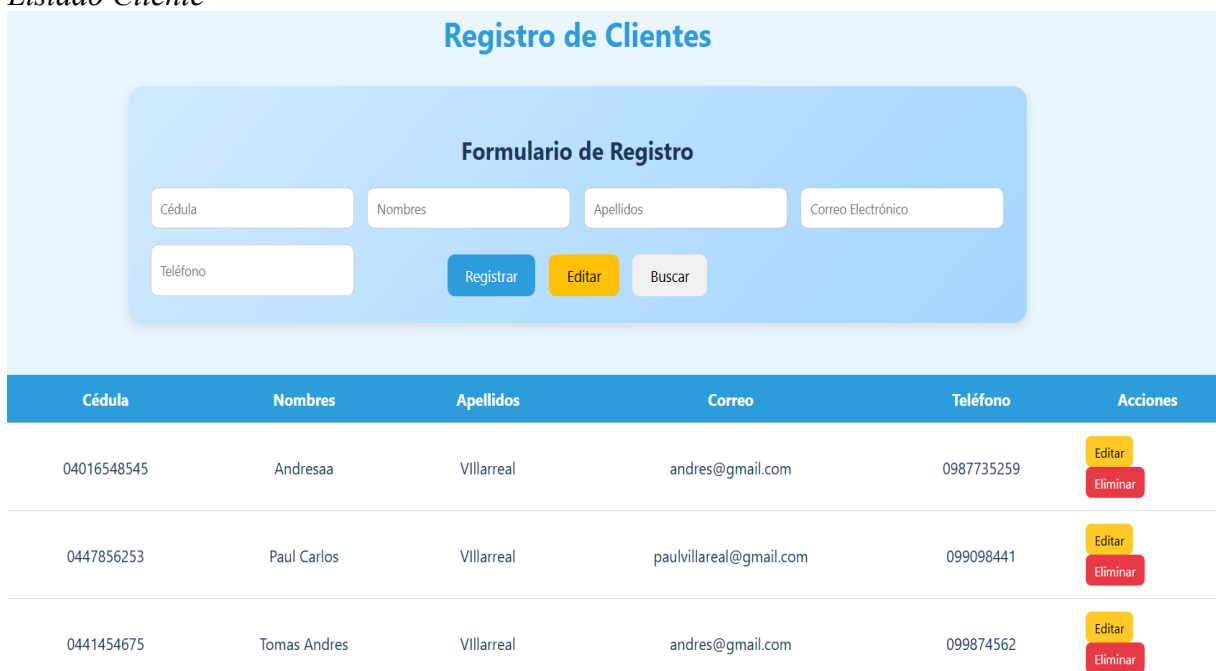 Listado Cliente
Registro de Clientes
Formulario de Registro
Cédula Nombres Apellidos Correo Electrónico
Teléfono Registrar Editar Buscar
Cédula Nombres Apellidos Correo Teléfono Acciones
04016548545 Andresaa VIllarreal andres@gmail.com 0987735259 Editar
Eliminar
0447856253 Paul Carlos VIllarreal paulvillareal@gmail.com 099098441 Editar
Eliminar
0441454675 Tomas Andres VIllarreal andres@gmail.com 099874562 Editar
Eliminar